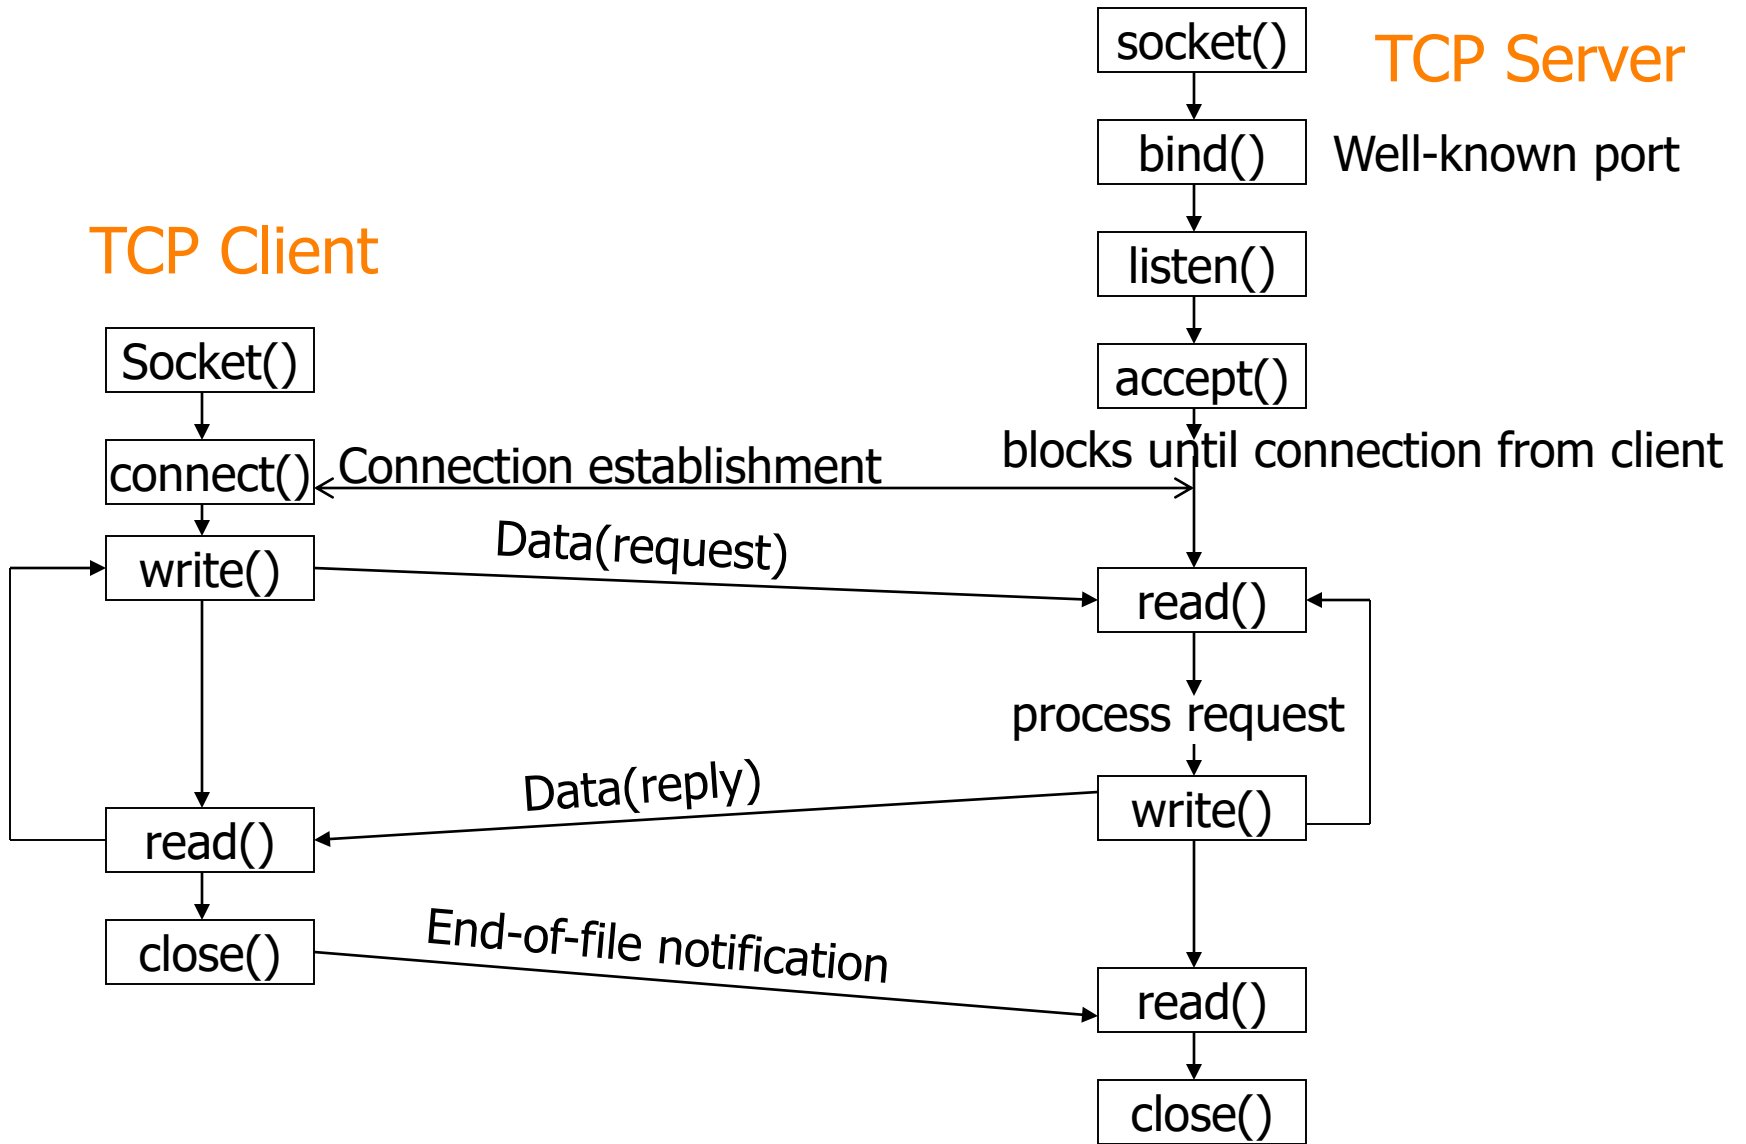 socket()
TCP Server
bind()
Well-known port
TCP Client
listen()
Socket()
accept()
blocks until connection from client
connect()
Connection establishment
Data(request)
write()
read()
process request
Data(reply)
write()
read()
End-of-file notification
close()
read()
close()